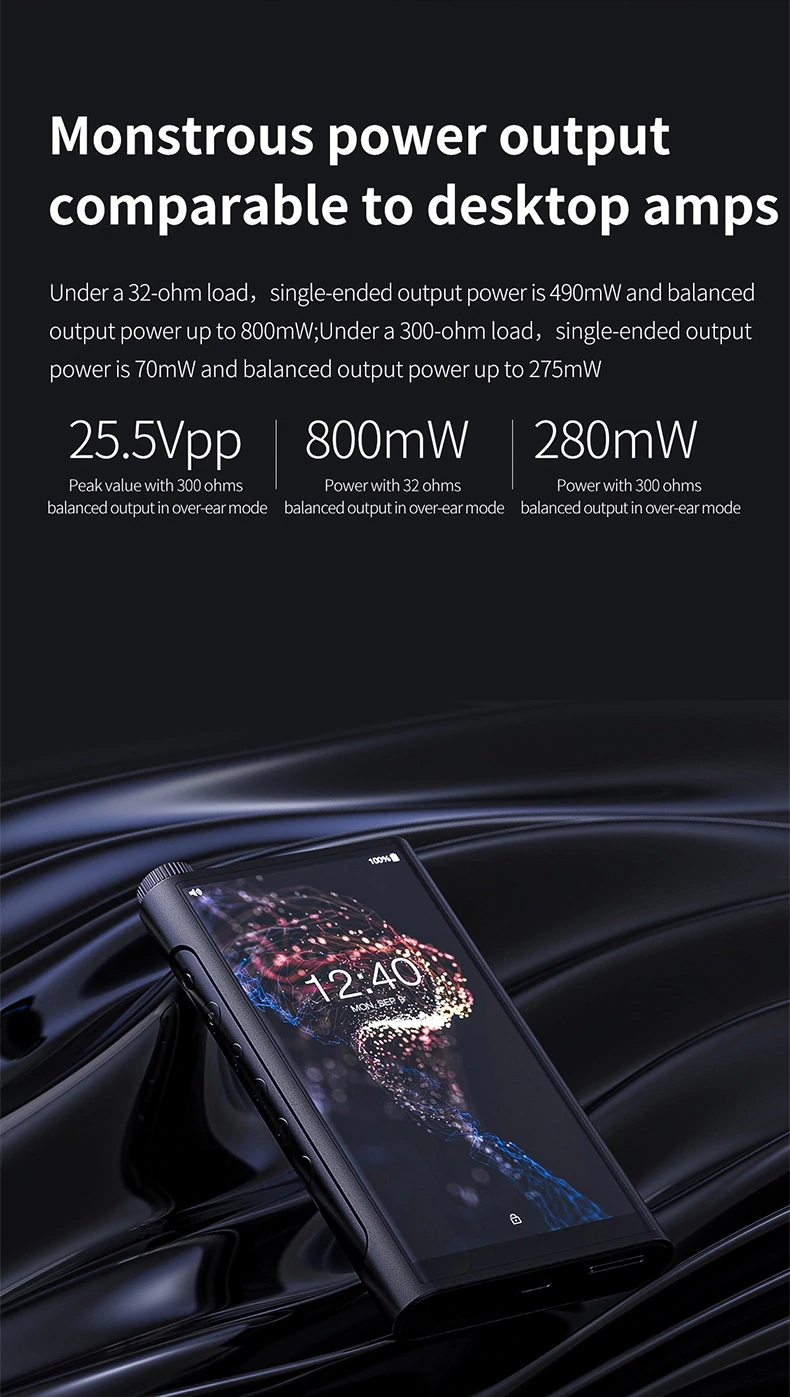 Monstrous power output
comparable to desktop amps
Under a 32-ohm load，single-ended output power is 490mW and balanced
output power up to 800mW;Under a 300-ohm load，single-ended output
power is 70mW and balanced output power up to 275mW
25.5Vpp
Peak value with 300 ohms
balanced output in over-ear mode
800mW
Power with 32 ohms
balanced output in over-ear mode
280mW
Power with 300 ohms
balanced output in over-ear mode
100%
12:40
MON, SEP 9